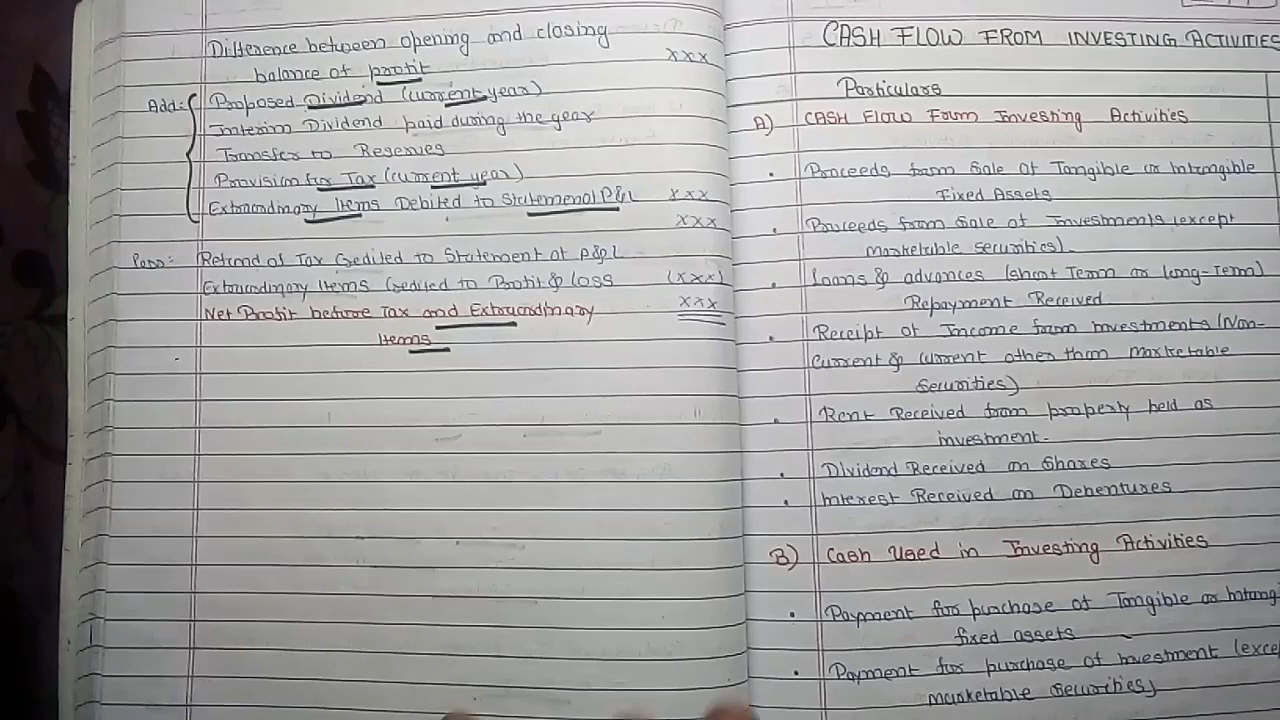 Difference between opening and closing
balance of profit xxx
Add: Proposed Dividend (current year)
Interim Dividend paid during the year
Transfer to Reserves
Provision for Tax (current year)
Extraordinary Items Debited to Statement P&L xxx
xxx
Refund of Tax Credited to Statement of P&L
Extraordinary Items Credited to Profit & Loss (xxx)
Net Profit before Tax and Extraordinary xxx
Items
CASH FLOW FROM INVESTING ACTIVITIES
Particulars
A) CASH Flow From Investing Activities
• Proceeds from Sale of Tangible or Intangible
Fixed Assets
• Proceeds from Sale of Investments (except
marketable securities).
• Loans & advances (short Term or long-Term)
Repayment Received
• Receipt of Income from investments (Non-
Current & current other than marketable
Securities)
• Rent Received from property held as
investment.
• Dividend Received on Shares
• Interest Received on Debentures
B) Cash Used in Investing Activities
• Payment for purchase of Tangible or Intang
fixed assets
• Payment for purchase of investment (exce
marketable securities)